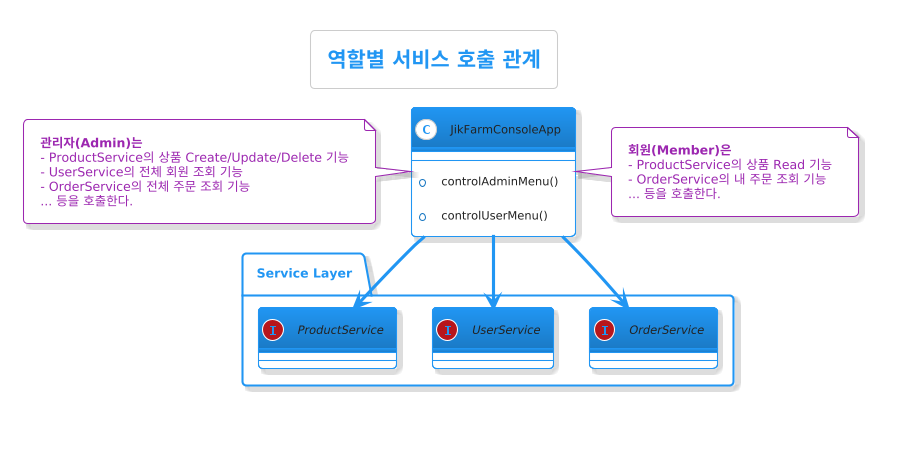 역할별 서비스 호출 관계
관리자(Admin)는
- ProductService의 상품 Create/Update/Delete 기능
- UserService의 전체 회원 조회 기능
- OrderService의 전체 주문 조회 기능
... 등을 호출한다.
C JikFarmConsoleApp
controlAdminMenu()
controlUserMenu()
회원(Member)은
- ProductService의 상품 Read 기능
- OrderService의 내 주문 조회 기능
... 등을 호출한다.
Service Layer
I ProductService
I UserService
I OrderService